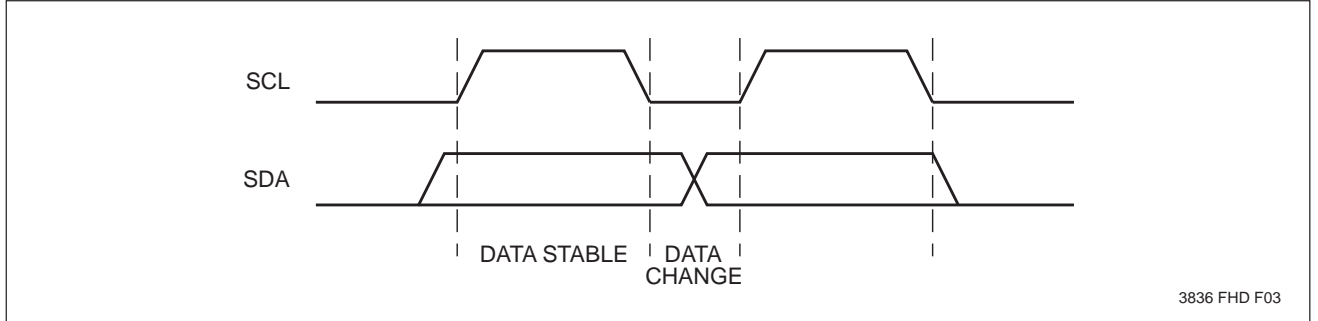 SCL
SDA
DATA STABLE
DATA
CHANGE
3836 FHD F03